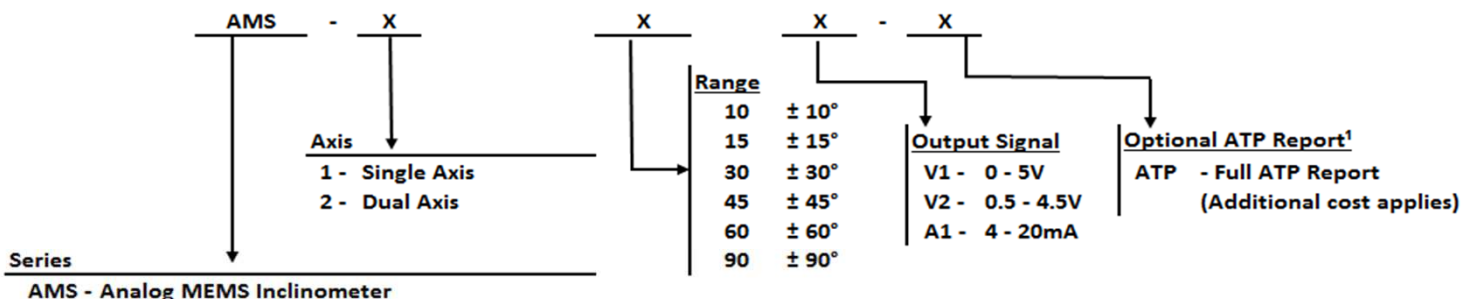 AMS - X X X - X
Range
10 ± 10°
15 ± 15°
30 ± 30°
45 ± 45°
60 ± 60°
90 ± 90°
Axis
1 - Single Axis
2 - Dual Axis
Output Signal
V1 - 0 - 5V
V2 - 0.5 - 4.5V
A1 - 4 - 20mA
Optional ATP Report¹
ATP - Full ATP Report
(Additional cost applies)
Series
AMS - Analog MEMS Inclinometer